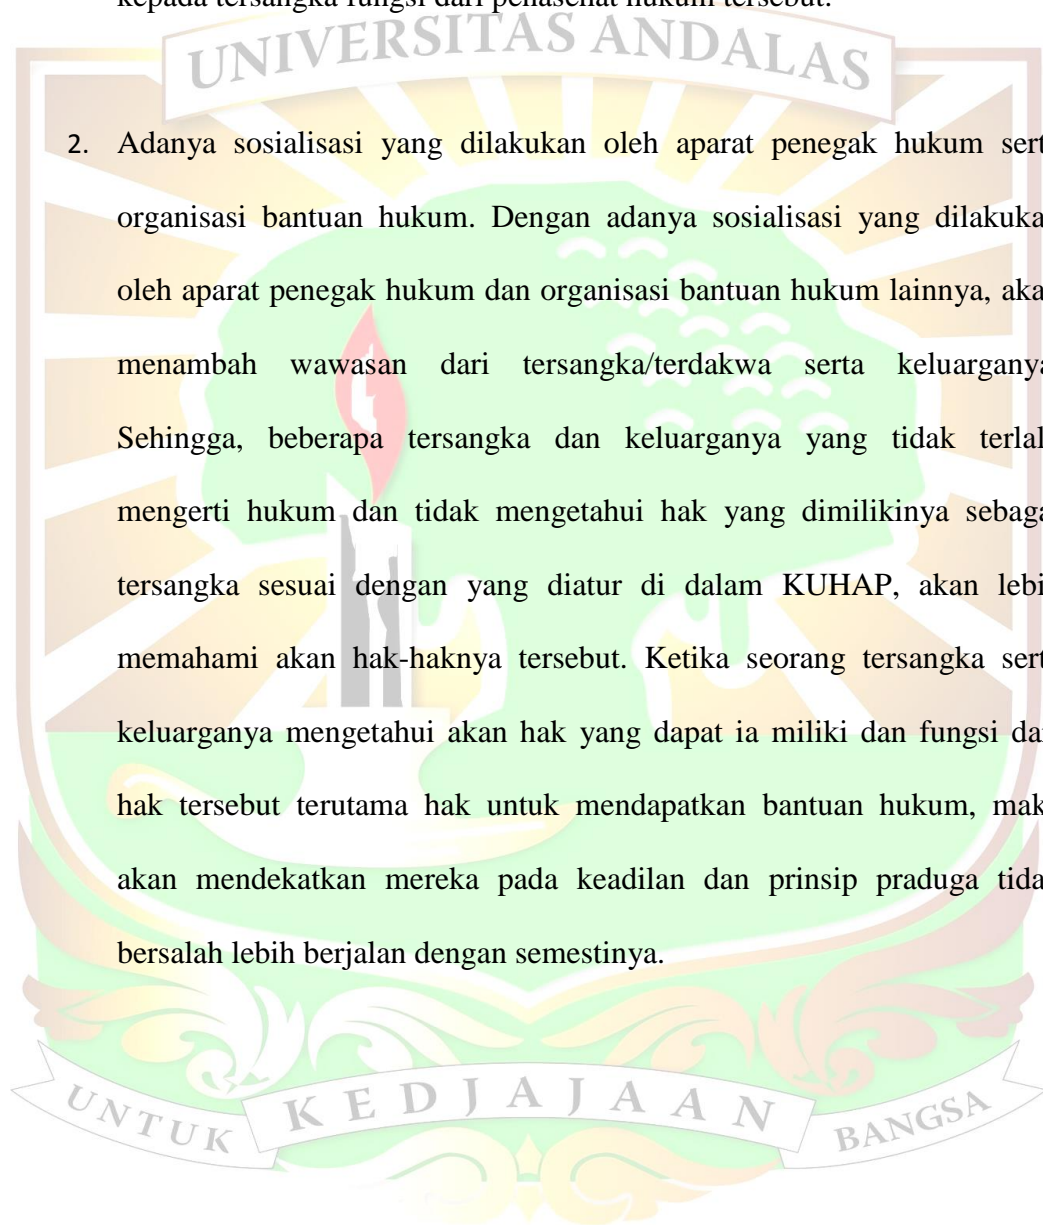 kepada tersangka fungsi dari penasehat hukum tersebut.
UNIVERSITAS ANDALAS
2. Adanya sosialisasi yang dilakukan oleh aparat penegak hukum sert
organisasi bantuan hukum. Dengan adanya sosialisasi yang dilakuka
oleh aparat penegak hukum dan organisasi bantuan hukum lainnya, aka
menambah wawasan dari tersangka/terdakwa serta keluarganya
Sehingga, beberapa tersangka dan keluarganya yang tidak terlal
mengerti hukum dan tidak mengetahui hak yang dimilikinya sebaga
tersangka sesuai dengan yang diatur di dalam KUHAP, akan lebi
memahami akan hak-haknya tersebut. Ketika seorang tersangka sert
keluarganya mengetahui akan hak yang dapat ia miliki dan fungsi da
hak tersebut terutama hak untuk mendapatkan bantuan hukum, mak
akan mendekatkan mereka pada keadilan dan prinsip praduga tida
bersalah lebih berjalan dengan semestinya.
UNTUK KEDJAJAAN BANGSA